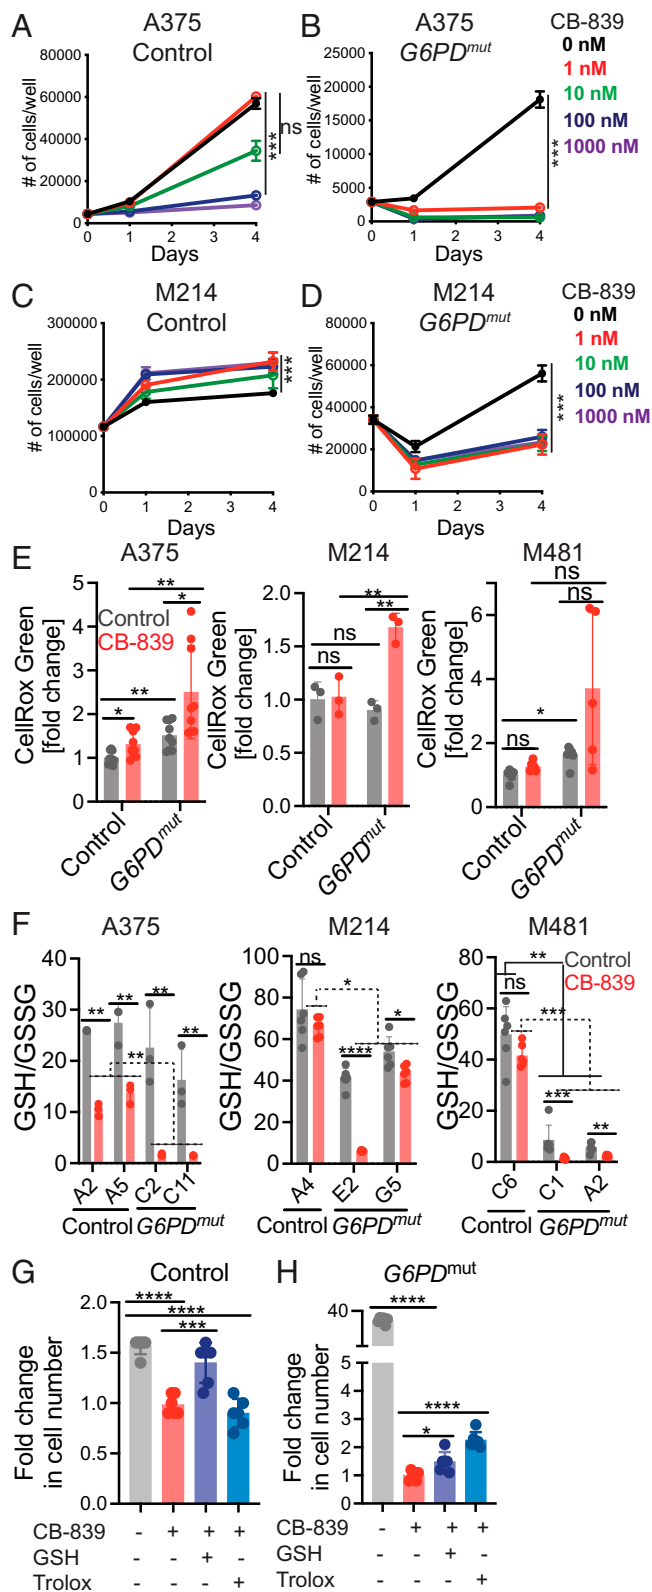 A
A375
Control
# of cells/well
80000
60000
40000
20000
0
0 1 2 3 4
Days
***
ns
B
A375
G6PDmut
# of cells/well
25000
20000
15000
10000
5000
0
0 1 2 3 4
Days
***
CB-839
0 nM
1 nM
10 nM
100 nM
1000 nM
C
M214
Control
# of cells/well
300000
200000
100000
0
0 1 2 3 4
Days
***
D
M214
G6PDmut
# of cells/well
80000
60000
40000
20000
0
0 1 2 3 4
Days
***
CB-839
0 nM
1 nM
10 nM
100 nM
1000 nM
E
A375
CellRox Green
[fold change]
5
4
3
2
1
0
Control
CB-839
**
*
**
*
Control
G6PDmut
M214
CellRox Green
[fold change]
2.0
1.5
1.0
0.5
0.0
**
**
ns
ns
Control
G6PDmut
M481
CellRox Green
[fold change]
6
4
2
0
ns
ns
*
ns
Control
G6PDmut
F
A375
GSH/GSSG
40
30
20
10
0
**
**
**
**
**
A2 A5 C2 C11
Control G6PDmut
M214
100
80
60
40
20
0
ns
*
****
*
A4 E2 G5
Control G6PDmut
M481
GSH/GSSG
80
60
40
20
0
Control
CB-839
**
ns
***
***
**
C6 C1 A2
Control G6PDmut
G
Control
Fold change
in cell number
2.0
1.5
1.0
0.5
0.0
****
****
***
CB-839 - + + +
GSH - - + -
Trolox - - - +
H
G6PDmut
Fold change
in cell number
40
5
4
3
2
1
0
****
****
*
CB-839 - + + +
GSH - - + -
Trolox - - - +